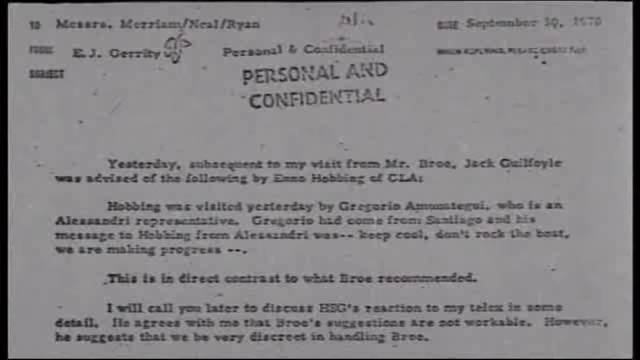 TO Messrs. Merriam/Neal/Ryan DATE September 30, 1970
FROM E.J. Gerrity Personal & Confidential WHEN REPLYING, PLEASE
SUBJECT
PERSONAL AND
CONFIDENTIAL
Yesterday, subsequent to my visit from Mr. Broe, Jack Guilfoyle
was advised of the following by Enno Hobbing of CLA:
Hobbing was visited yesterday by Gregorio Amunategui, who is an
Alessandri representative. Gregorio had come from Santiago and his
message to Hobbing from Alessandri was-- keep cool, don't rock the boat,
we are making progress --.
This is in direct contrast to what Broe recommended.
I will call you later to discuss HSG's reaction to my telex in some
detail. He agrees with me that Broe's suggestions are not workable. However,
he suggests that we be very discreet in handling Broe.